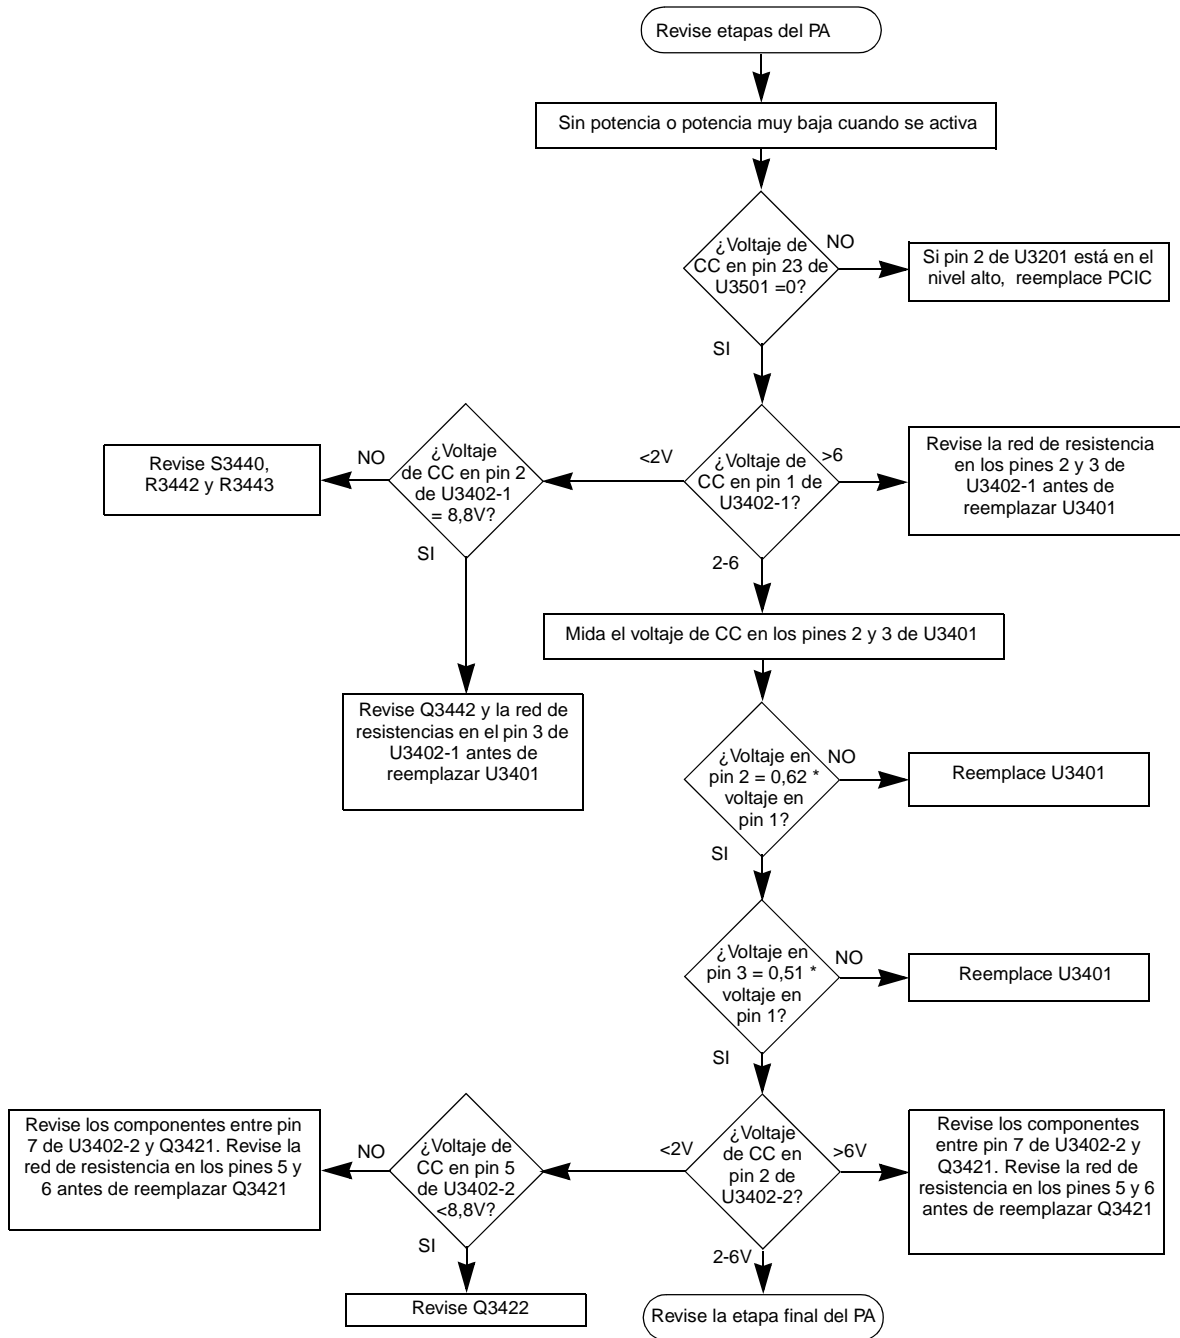 Revise etapas del PA
Sin potencia o potencia muy baja cuando se activa
¿Voltaje de
CC en pin 23 de
U3501 =0?
NO
Si pin 2 de U3201 está en el
nivel alto, reemplace PCIC
SI
¿Voltaje de
CC en pin 1 de
U3402-1?
>6
Revise la red de resistencia
en los pines 2 y 3 de
U3402-1 antes de
reemplazar U3401
<2V
¿Voltaje
de CC en pin 2
de U3402-1
= 8,8V?
NO
Revise S3440,
R3442 y R3443
SI
Revise Q3442 y la red de
resistencias en el pin 3 de
U3402-1 antes de
reemplazar U3401
2-6
Mida el voltaje de CC en los pines 2 y 3 de U3401
¿Voltaje en
pin 2 = 0,62 *
voltaje en
pin 1?
NO
Reemplace U3401
SI
¿Voltaje en
pin 3 = 0,51 *
voltaje en
pin 1?
NO
Reemplace U3401
SI
¿Voltaje
de CC en
pin 2 de
U3402-2?
>6V
Revise los componentes
entre pin 7 de U3402-2 y
Q3421. Revise la red de
resistencia en los pines 5 y 6
antes de reemplazar Q3421
<2V
¿Voltaje de
CC en pin 5
de U3402-2
<8,8V?
NO
Revise los componentes entre pin
7 de U3402-2 y Q3421. Revise la
red de resistencia en los pines 5 y
6 antes de reemplazar Q3421
SI
Revise Q3422
2-6V
Revise la etapa final del PA